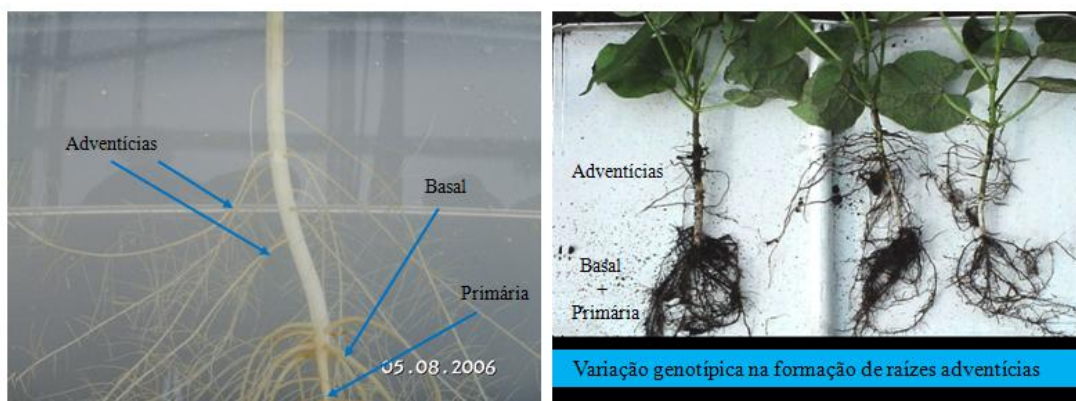 Adventícias
Basal
Primária
05.08.2006
Adventícias
Basal
+
Primária
Variação genotípica na formação de raízes adventícias